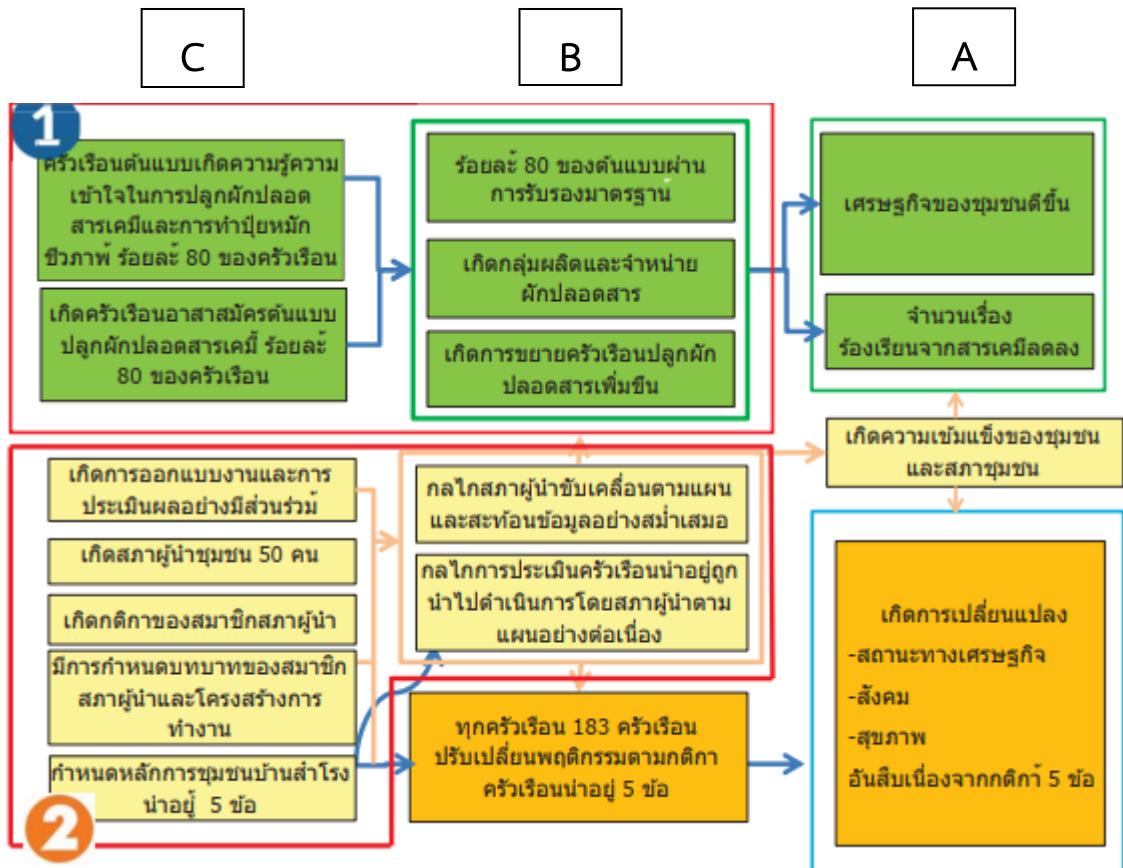 C
B
A
1
ครัวเรือนต้นแบบเกิดความรู้ความ
เข้าใจในการปลูกผักปลอด
สารเคมีและการทำปุ๋ยหมัก
ชีวภาพ้ ร้อยละ้ 80 ของครัวเรือน
เกิดครัวเรือนอาสาสมัครต้นแบบ
ปลูกผักปลอดสารเคมี้ ร้อยละ้
80 ของครัวเรือน
ร้อยละ้ 80 ของต้นแบบผ่าน
การรับรองมาตรฐาน้
เกิดกลุ่มผลิตและจำหน่าย
ผักปลอดสาร
เกิดการขยายครัวเรือนปลูกผัก
ปลอดสารเพิ่มขึ้น
เศรษฐกิจของชุมชนดีขึ้น
จำนวนเรื่อง
ร้องเรียนจากสารเคมีลดลง
เกิดความเข้มแข็งของชุมชน
และสภาชุมชน
เกิดการออกแบบงานและการ
ประเมินผลอย่างมีส่วนร่วม้
เกิดสภาผู้นำชุมชน 50 คน
เกิดกติกาของสมาชิกสภาผู้นำ
มีการกำหนดบทบาทของสมาชิก
สภาผู้นำและโครงสร้างการ
ทำงาน
กำหนดหลักการชุมชนบ้านสำโรง
น่าอยู่้ 5 ข้อ
2
กลไกสภาผู้นำขับเคลื่อนตามแผน
และสะท้อนข้อมูลอย่างสม่ำเสมอ
กลไกการประเมินครัวเรือนน่าอยู่ถูก
นำไปดำเนินการโดยสภาผู้นำตาม
แผนอย่างต่อเนื่อง
ทุกครัวเรือน 183 ครัวเรือน
ปรับเปลี่ยนพฤติกรรมตามกติกา
ครัวเรือนน่าอยู่ 5 ข้อ
เกิดการเปลี่ยนแปลง
-สถานะทางเศรษฐกิจ
-สังคม
-สุขภาพ
อันสืบเนื่องจากกติกา้ 5 ข้อ